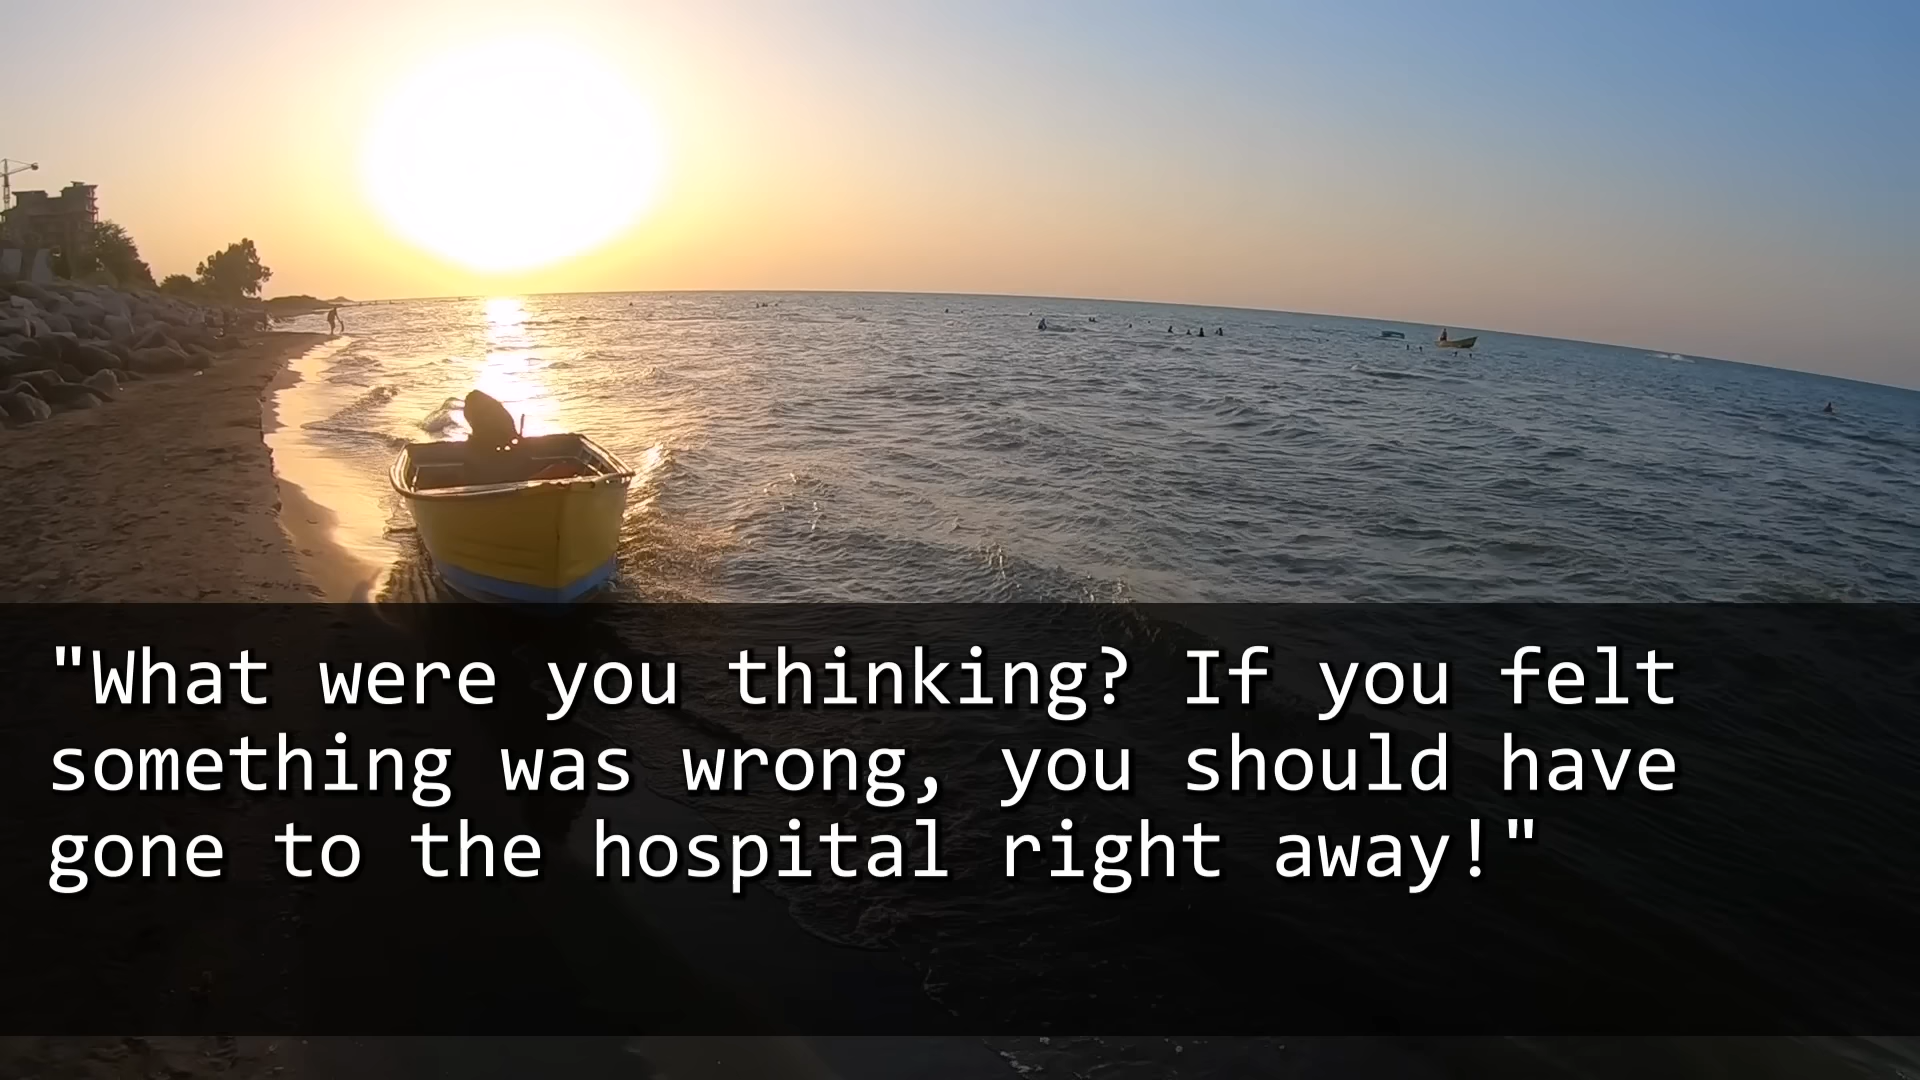 "What were you thinking? If you felt
something was wrong, you should have
gone to the hospital right away!"